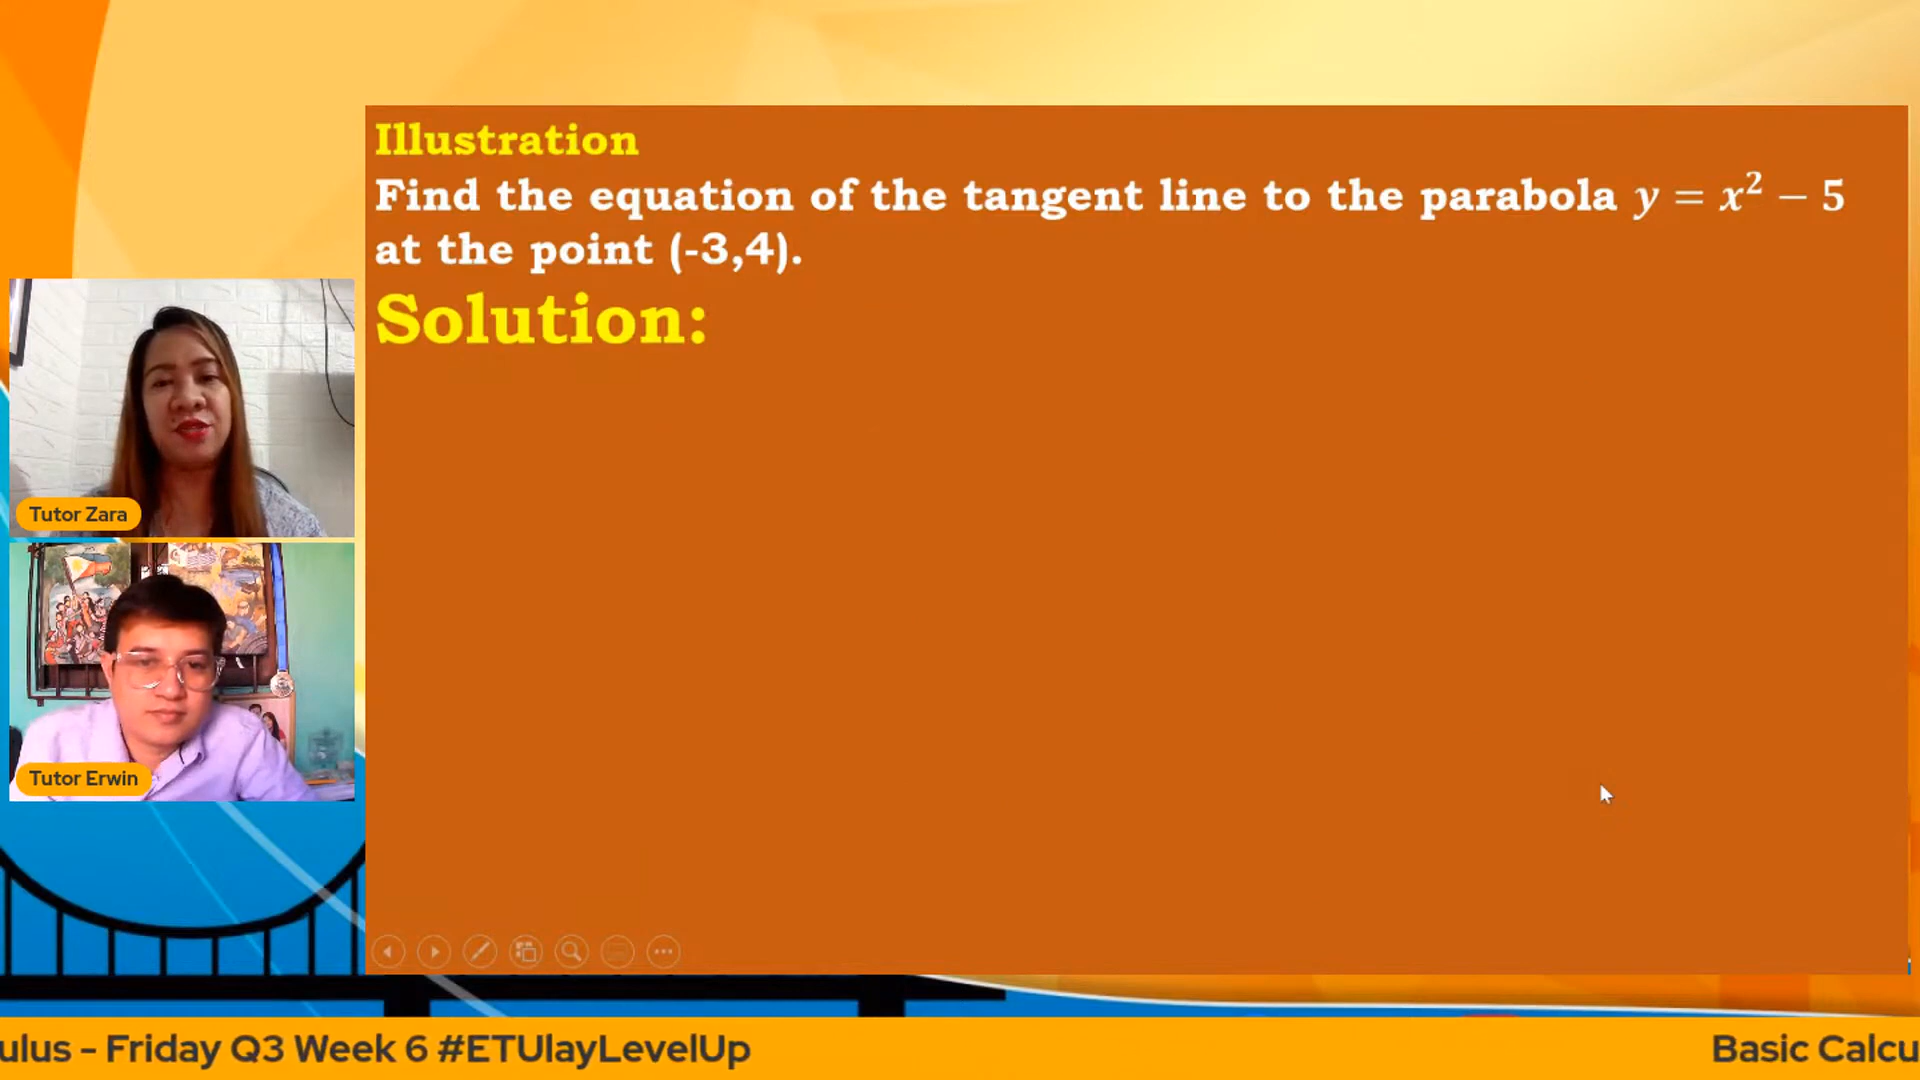 Illustration
Find the equation of the tangent line to the parabola y = x² − 5
at the point (-3,4).
Solution:
Tutor Zara
Tutor Erwin
ulus - Friday Q3 Week 6 #ETUlayLevelUp
Basic Calcu